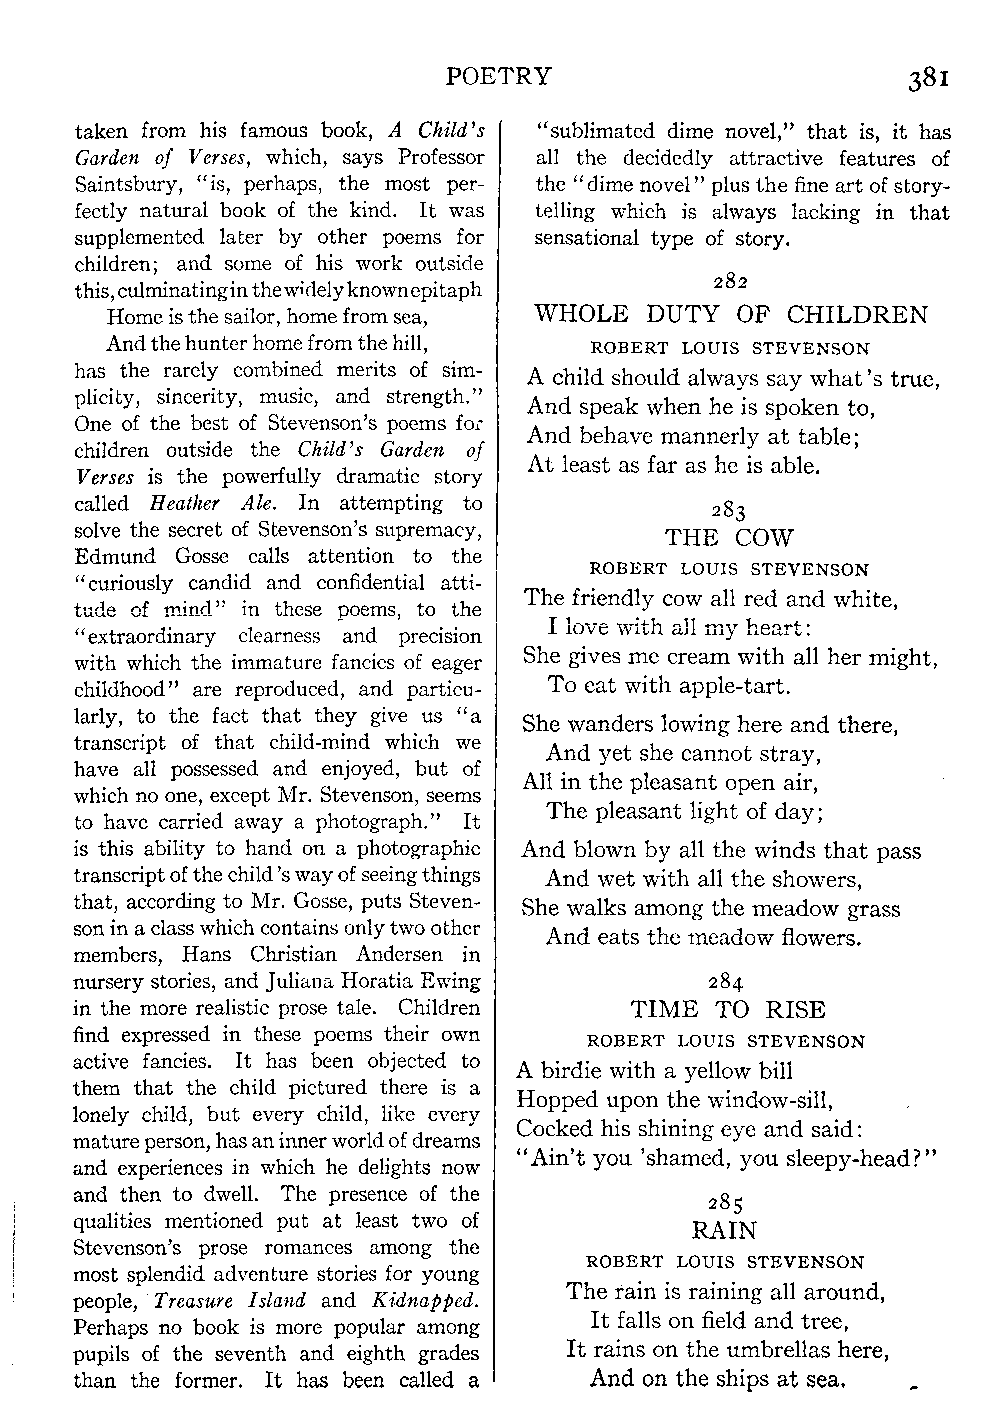 POETRY 381
taken from his famous book, A Child's
Garden of Verses, which, says Professor
Saintsbury, "is, perhaps, the most per-
fectly natural book of the kind. It was
supplemented later by other poems for
children; and some of his work outside
this, culminating in the widely known epitaph
Home is the sailor, home from sea,
And the hunter home from the hill,
has the rarely combined merits of sim-
plicity, sincerity, music, and strength."
One of the best of Stevenson's poems for
children outside the Child's Garden of
Verses is the powerfully dramatic story
called Heather Ale. In attempting to
solve the secret of Stevenson's supremacy,
Edmund Gosse calls attention to the
"curiously candid and confidential atti-
tude of mind" in these poems, to the
"extraordinary clearness and precision
with which the immature fancies of eager
childhood" are reproduced, and particu-
larly, to the fact that they give us "a
transcript of that child-mind which we
have all possessed and enjoyed, but of
which no one, except Mr. Stevenson, seems
to have carried away a photograph." It
is this ability to hand on a photographic
transcript of the child's way of seeing things
that, according to Mr. Gosse, puts Steven-
son in a class which contains only two other
members, Hans Christian Andersen in
nursery stories, and Juliana Horatia Ewing
in the more realistic prose tale. Children
find expressed in these poems their own
active fancies. It has been objected to
them that the child pictured there is a
lonely child, but every child, like every
mature person, has an inner world of dreams
and experiences in which he delights now
and then to dwell. The presence of the
qualities mentioned put at least two of
Stevenson's prose romances among the
most splendid adventure stories for young
people, Treasure Island and Kidnapped.
Perhaps no book is more popular among
pupils of the seventh and eighth grades
than the former. It has been called a
"sublimated dime novel," that is, it has
all the decidedly attractive features of
the "dime novel" plus the fine art of story-
telling which is always lacking in that
sensational type of story.
282
WHOLE DUTY OF CHILDREN
ROBERT LOUIS STEVENSON
A child should always say what's true,
And speak when he is spoken to,
And behave mannerly at table;
At least as far as he is able.
283
THE COW
ROBERT LOUIS STEVENSON
The friendly cow all red and white,
I love with all my heart:
She gives me cream with all her might,
To eat with apple-tart.
She wanders lowing here and there,
And yet she cannot stray,
All in the pleasant open air,
The pleasant light of day;
And blown by all the winds that pass
And wet with all the showers,
She walks among the meadow grass
And eats the meadow flowers.
284
TIME TO RISE
ROBERT LOUIS STEVENSON
A birdie with a yellow bill
Hopped upon the window-sill,
Cocked his shining eye and said:
"Ain't you 'shamed, you sleepy-head?"
285
RAIN
ROBERT LOUIS STEVENSON
The rain is raining all around,
It falls on field and tree,
It rains on the umbrellas here,
And on the ships at sea.